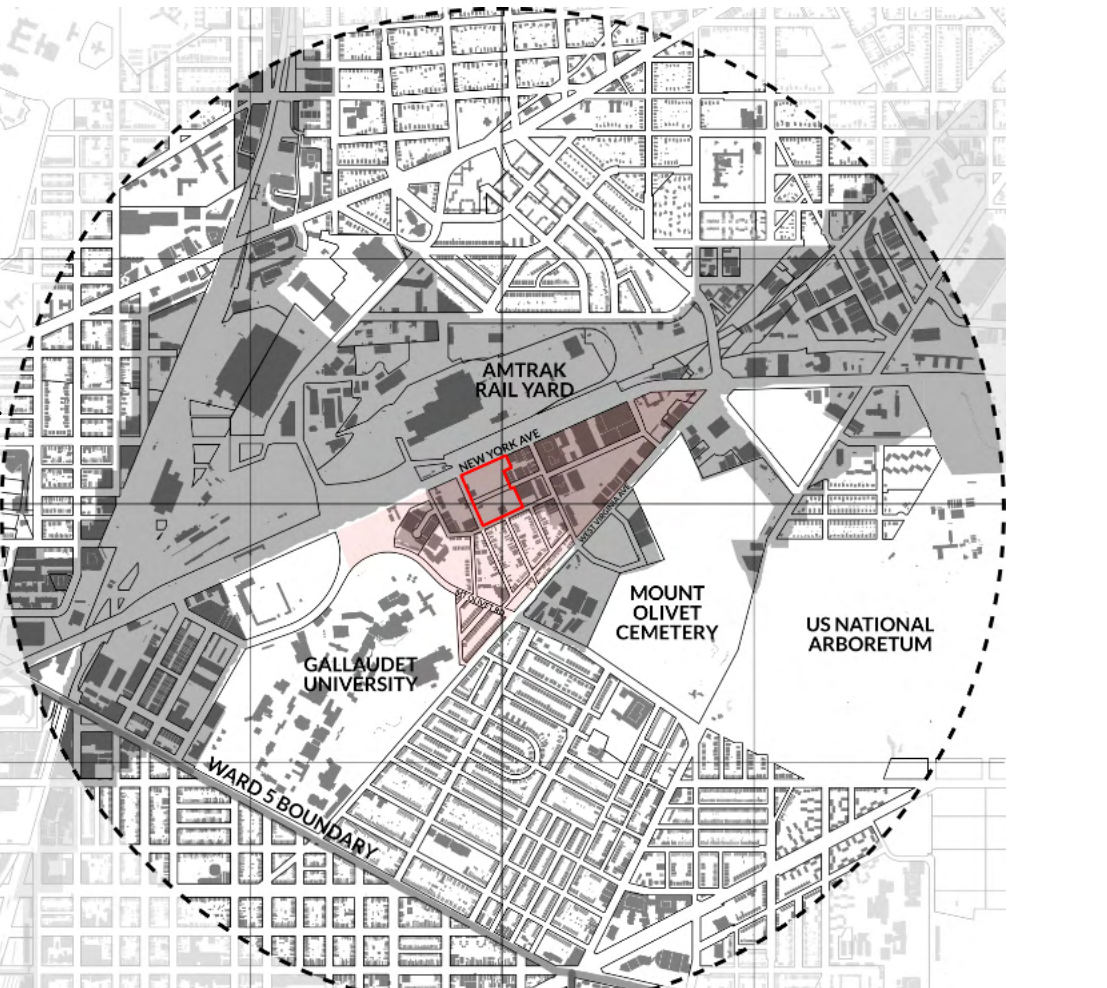 AMTRAK
RAIL YARD
NEW YORK AVE
WEST VIRGINIA AVE
MOUNT
OLIVET
CEMETERY
US NATIONAL
ARBORETUM
GALLAUDET
UNIVERSITY
WARD 5 BOUNDARY